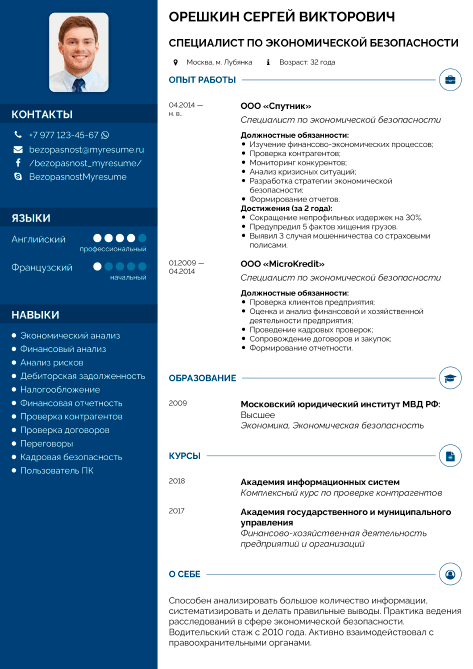 ОРЕШКИН СЕРГЕЙ ВИКТОРОВИЧ
СПЕЦИАЛИСТ ПО ЭКОНОМИЧЕСКОЙ БЕЗОПАСНОСТИ
Москва, м. Лубянка
Возраст: 32 года
КОНТАКТЫ
+7 977 123-45-67
bezopasnost@myresume.ru
/bezopasnost_myresume/
BezopasnostMyresume
ЯЗЫКИ
Английский
профессиональный
Французский
начальный
НАВЫКИ
Экономический анализ
Финансовый анализ
Анализ рисков
Дебиторская задолженность
Налогообложение
Финансовая отчетность
Проверка контрагентов
Проверка договоров
Переговоры
Кадровая безопасность
Пользователь ПК
ОПЫТ РАБОТЫ
04.2014 —
н. в.
ООО «Спутник»
Специалист по экономической безопасности
Должностные обязанности:
Изучение финансово-экономических процессов;
Проверка контрагентов;
Мониторинг конкурентов;
Анализ кризисных ситуаций;
Разработка стратегии экономической
безопасности;
Формирование отчетов.
Достижения (за 2 года):
Сокращение непрофильных издержек на 30%.
Предупредил 5 фактов хищения грузов.
Выявил 3 случая мошенничества со страховыми
полисами.
01.2009 —
04.2014
ООО «MicroKredit»
Специалист по экономической безопасности
Должностные обязанности:
Проверка клиентов предприятия;
Оценка и анализ финансовой и хозяйственной
деятельности предприятия;
Проведение кадровых проверок;
Сопровождение договоров и закупок;
Формирование отчетности.
ОБРАЗОВАНИЕ
2009
Московский юридический институт МВД РФ:
Высшее
Экономика, Экономическая безопасность
КУРСЫ
2018
Академия информационных систем
Комплексный курс по проверке контрагентов
2017
Академия государственного и муниципального
управления
Финансово-хозяйственная деятельность
предприятий и организаций
О СЕБЕ
Способен анализировать большое количество информации,
систематизировать и делать правильные выводы. Практика ведения
расследований в сфере экономической безопасности.
Водительский стаж с 2010 года. Активно взаимодействовал с
правоохранительными органами.